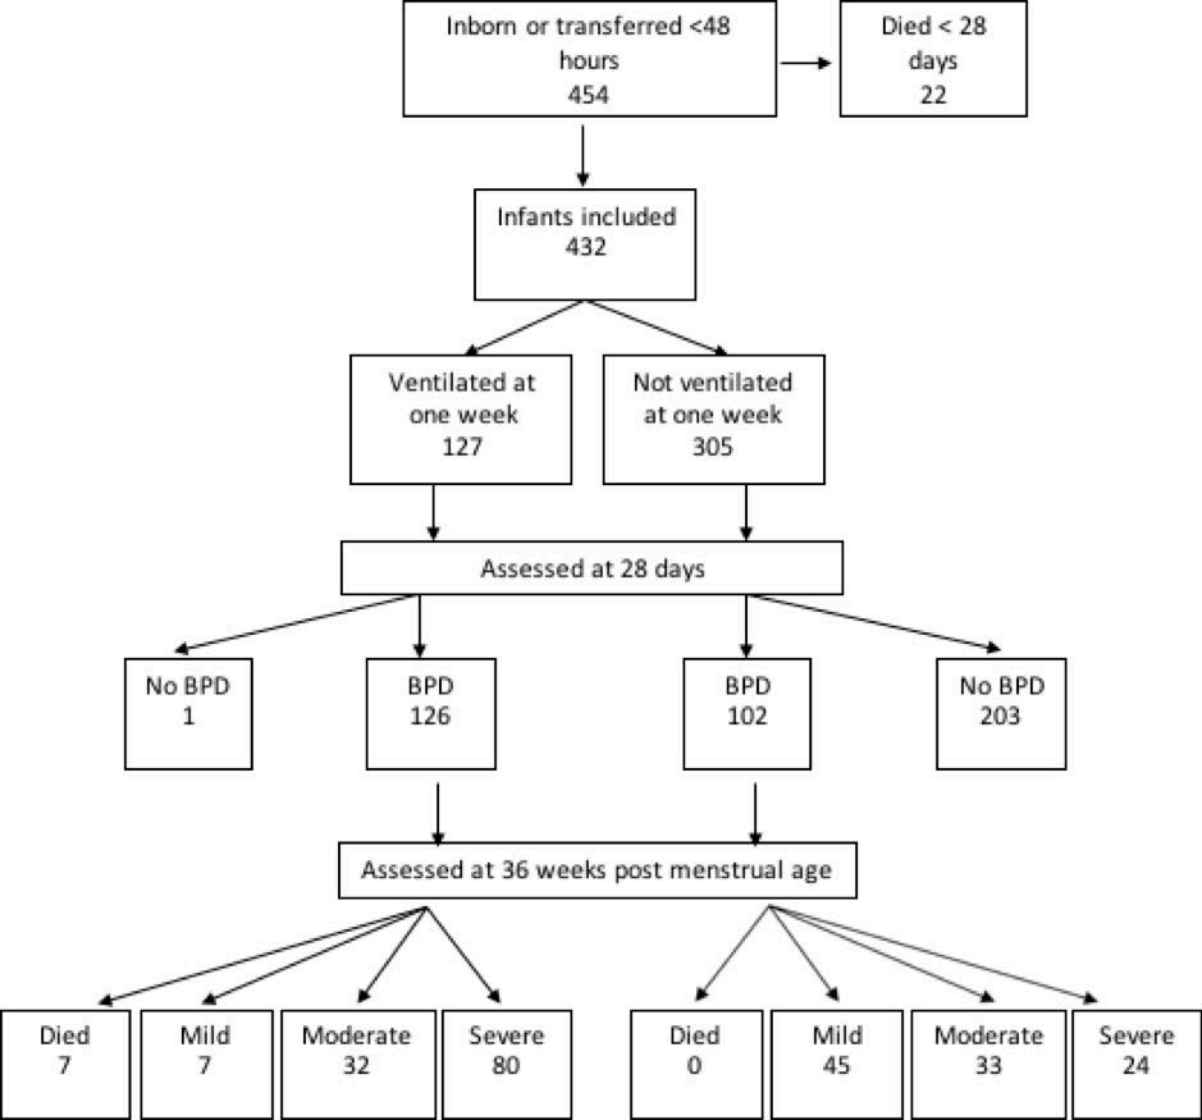 Inborn or transferred <48
hours
454
Died < 28
days
22
Infants included
432
Ventilated at
one week
127
Not ventilated
at one week
305
Assessed at 28 days
No BPD
1
BPD
126
BPD
102
No BPD
203
Assessed at 36 weeks post menstrual age
Died
7
Mild
7
Moderate
32
Severe
80
Died
0
Mild
45
Moderate
33
Severe
24